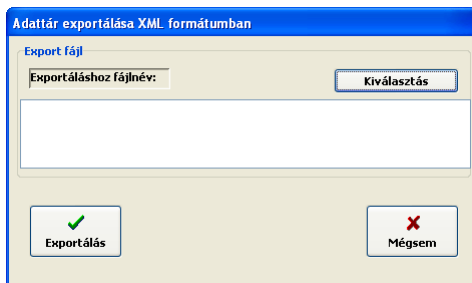 Adattár exportálása XML formátumban
Export fájl
Exportáláshoz fájlnév:
Kiválasztás
Exportálás
Mégsem